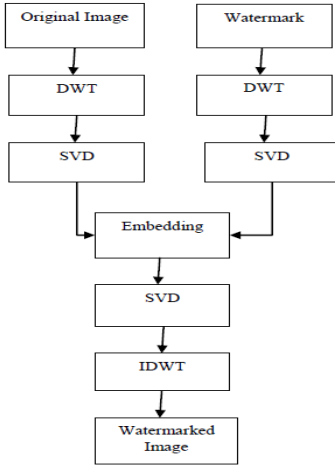 Original Image
Watermark
DWT
DWT
SVD
SVD
Embedding
SVD
IDWT
Watermarked
Image